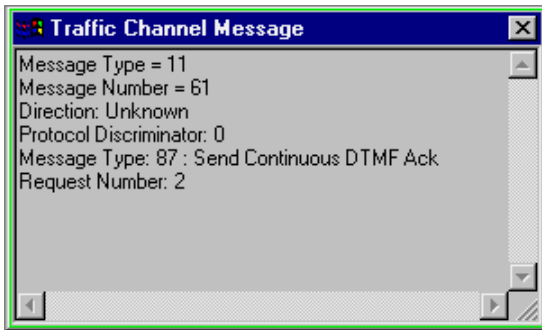 Traffic Channel Message
Message Type = 11
Message Number = 61
Direction: Unknown
Protocol Discriminator: 0
Message Type: 87 : Send Continuous DTMF Ack
Request Number: 2